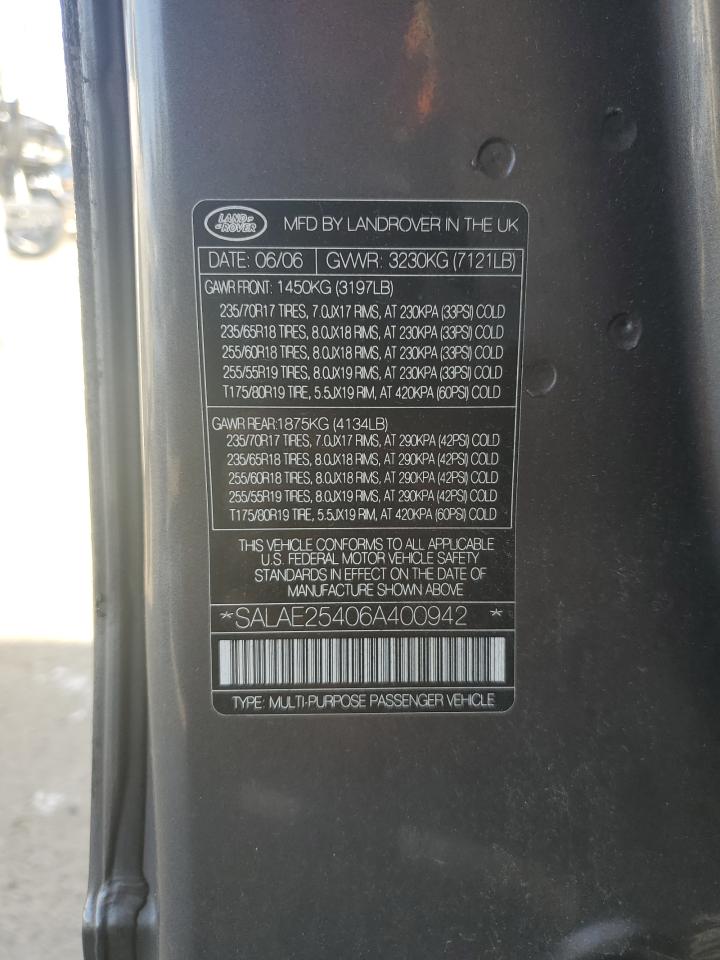 LAND-
-ROVER
MFD BY LANDROVER IN THE UK
DATE: 06/06 GVWR: 3230KG (7121LB)
GAWR FRONT: 1450KG (3197LB)
235/70R17 TIRES, 7.0JX17 RIMS, AT 230KPA (33PSI) COLD
235/65R18 TIRES, 8.0JX18 RIMS, AT 230KPA (33PSI) COLD
255/60R18 TIRES, 8.0JX18 RIMS, AT 230KPA (33PSI) COLD
255/55R19 TIRES, 8.0JX19 RIMS, AT 230KPA (33PSI) COLD
T175/80R19 TIRE, 5.5JX19 RIM, AT 420KPA (60PSI) COLD
GAWR REAR:1875KG (4134LB)
235/70R17 TIRES, 7.0JX17 RIMS, AT 290KPA (42PSI) COLD
235/65R18 TIRES, 8.0JX18 RIMS, AT 290KPA (42PSI) COLD
255/60R18 TIRES, 8.0JX18 RIMS, AT 290KPA (42PSI) COLD
255/55R19 TIRES, 8.0JX19 RIMS, AT 290KPA (42PSI) COLD
T175/80R19 TIRE, 5.5JX19 RIM, AT 420KPA (60PSI) COLD
THIS VEHICLE CONFORMS TO ALL APPLICABLE
U.S. FEDERAL MOTOR VEHICLE SAFETY
STANDARDS IN EFFECT ON THE DATE OF
MANUFACTURE SHOWN ABOVE
*SALAE25406A400942 *
TYPE: MULTI-PURPOSE PASSENGER VEHICLE